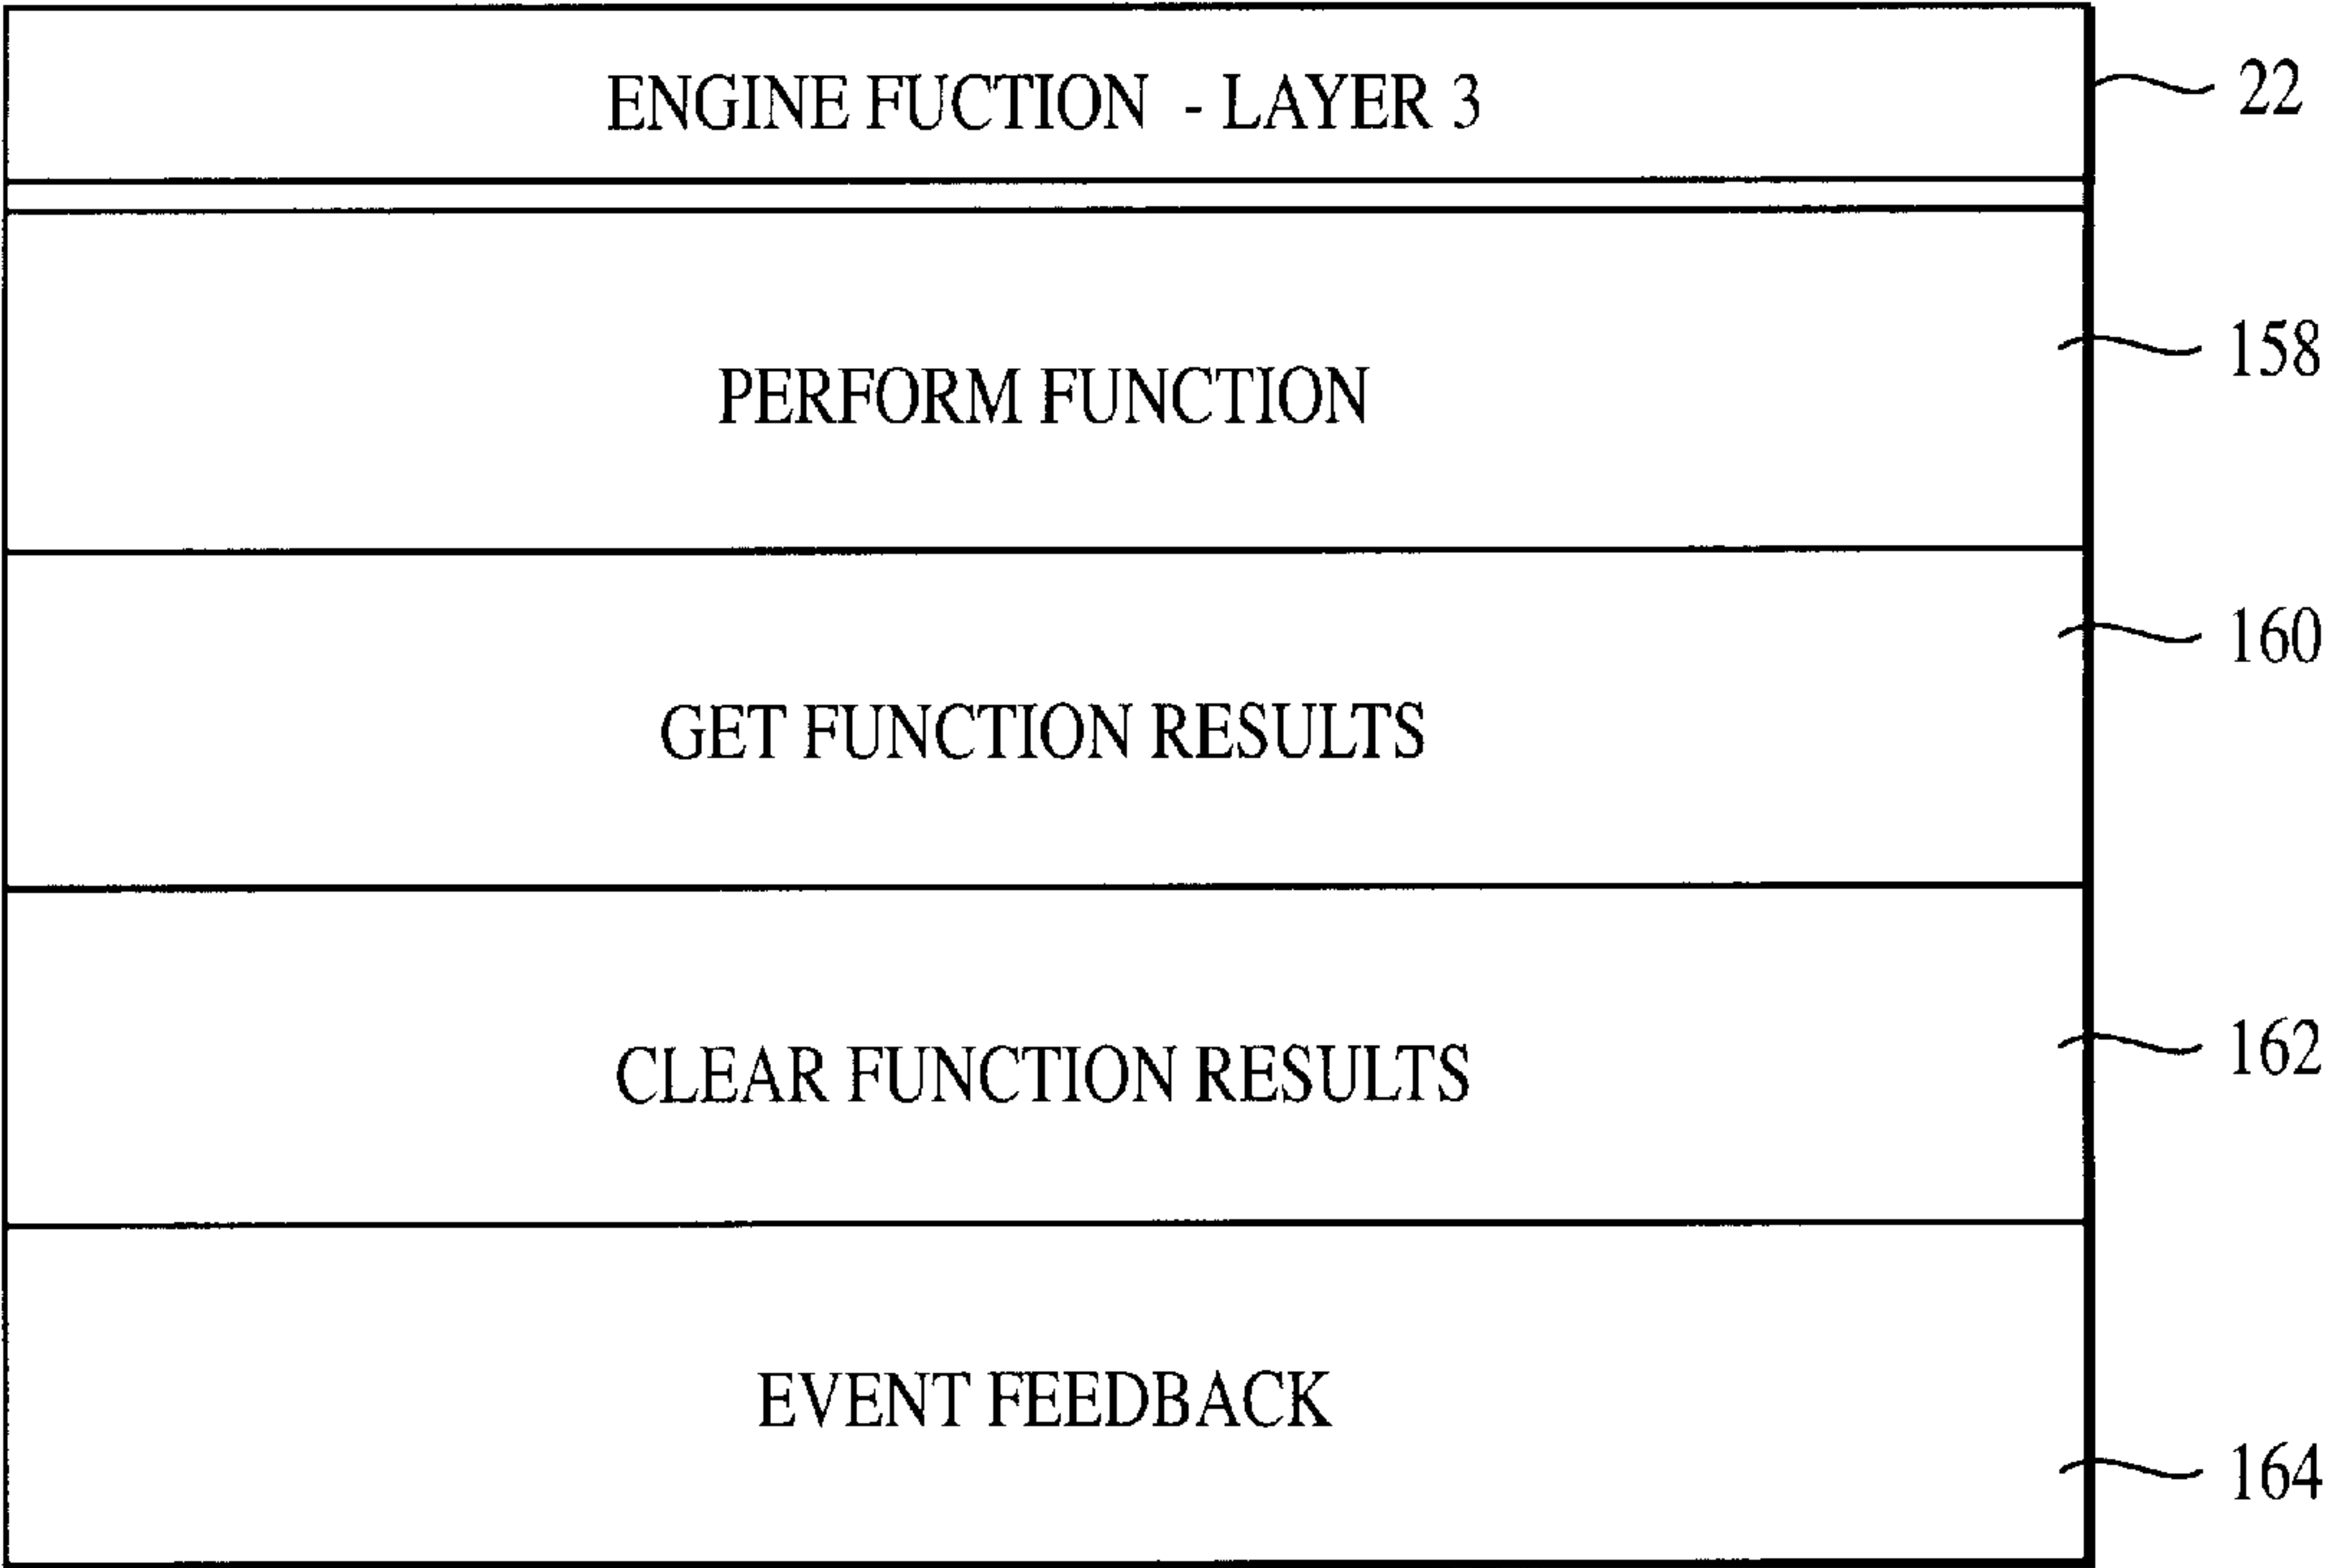 ENGINE FUCTION - LAYER 3 22
PERFORM FUNCTION 158
GET FUNCTION RESULTS 160
CLEAR FUNCTION RESULTS 162
EVENT FEEDBACK 164